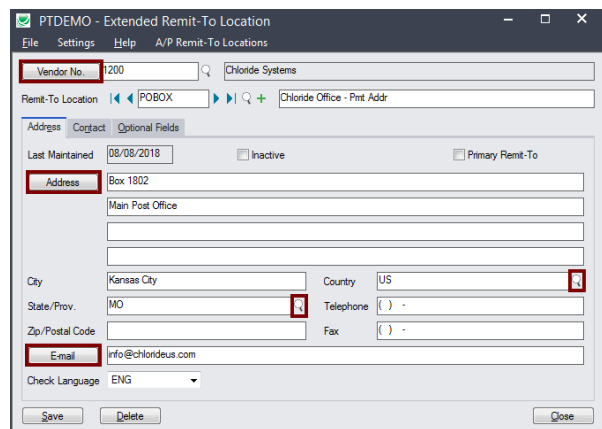 PTDEMO - Extended Remit-To Location
File Settings Help A/P Remit-To Locations
Vendor No. 1200 Chloride Systems
Remit-To Location POBOX Chloride Office - Pmt Addr
Address Contact Optional Fields
Last Maintained 08/08/2018 Inactive Primary Remit-To
Address Box 1802
Main Post Office
City Kansas City Country US
State/Prov. MO Telephone ( ) -
Zip/Postal Code Fax ( ) -
E-mail info@chlorideus.com
Check Language ENG
Save Delete Close